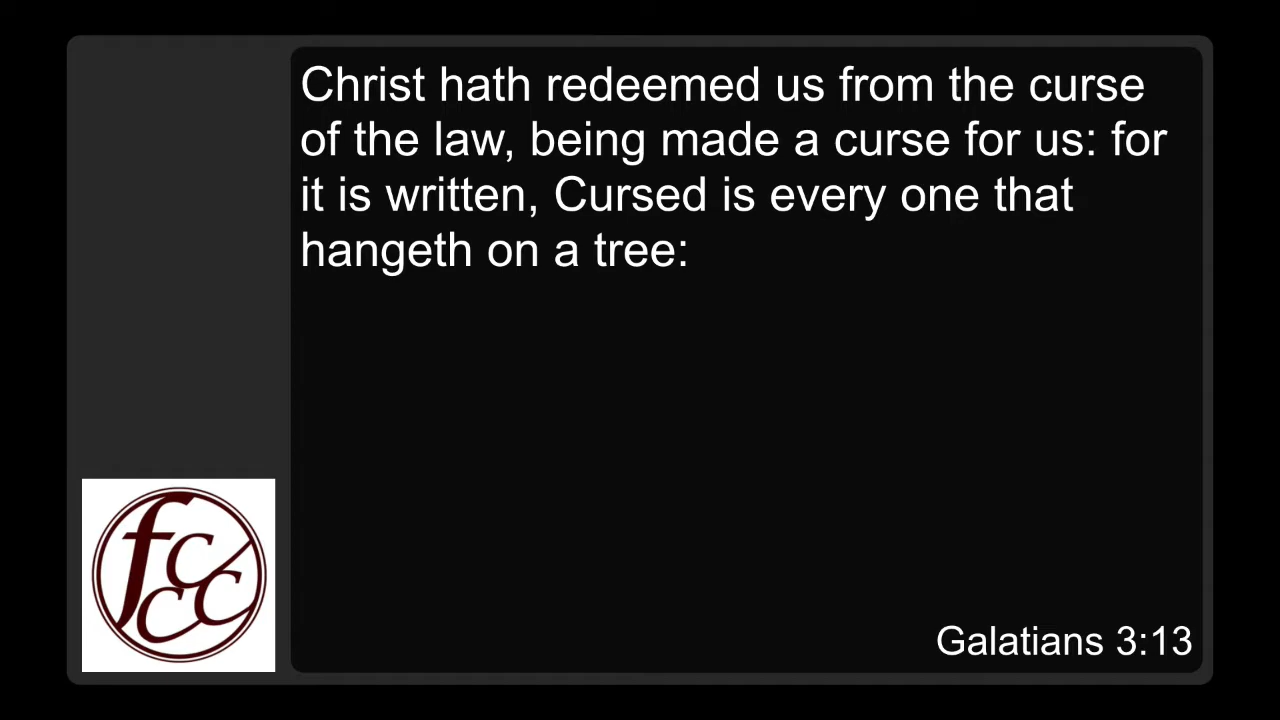 Christ hath redeemed us from the curse
of the law, being made a curse for us: for
it is written, Cursed is every one that
hangeth on a tree:
fcccc
Galatians 3:13